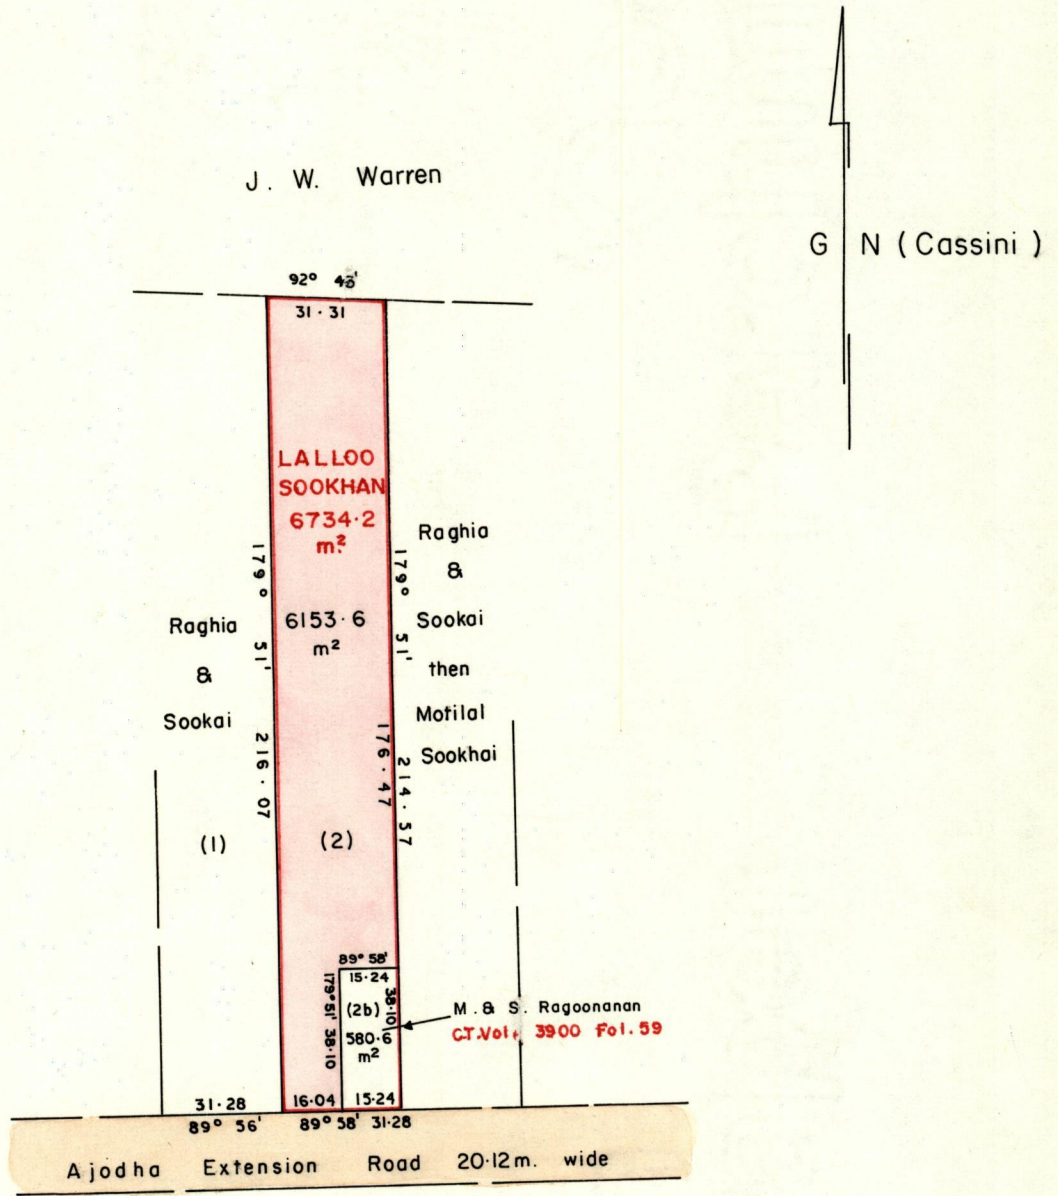 J. W. Warren
G N (Cassini)
92° 43'
31·31
LALLOO
SOOKHAN
6734·2
m²
6153·6
m²
179° 51'
216·07
179° 51'
176·47
214·57
Raghia
&
Sookai
Raghia
&
Sookai
then
Motilal
Sookhai
(1)
(2)
89° 58'
15·24
179° 51' 38·10
38·10
(2b)
580·6
m²
M. & S. Ragoonanan
C.T. Vol. 3900 Fol. 59
31·28
16·04
15·24
89° 56'
89° 58'
31·28
Ajodha Extension Road 20·12m. wide